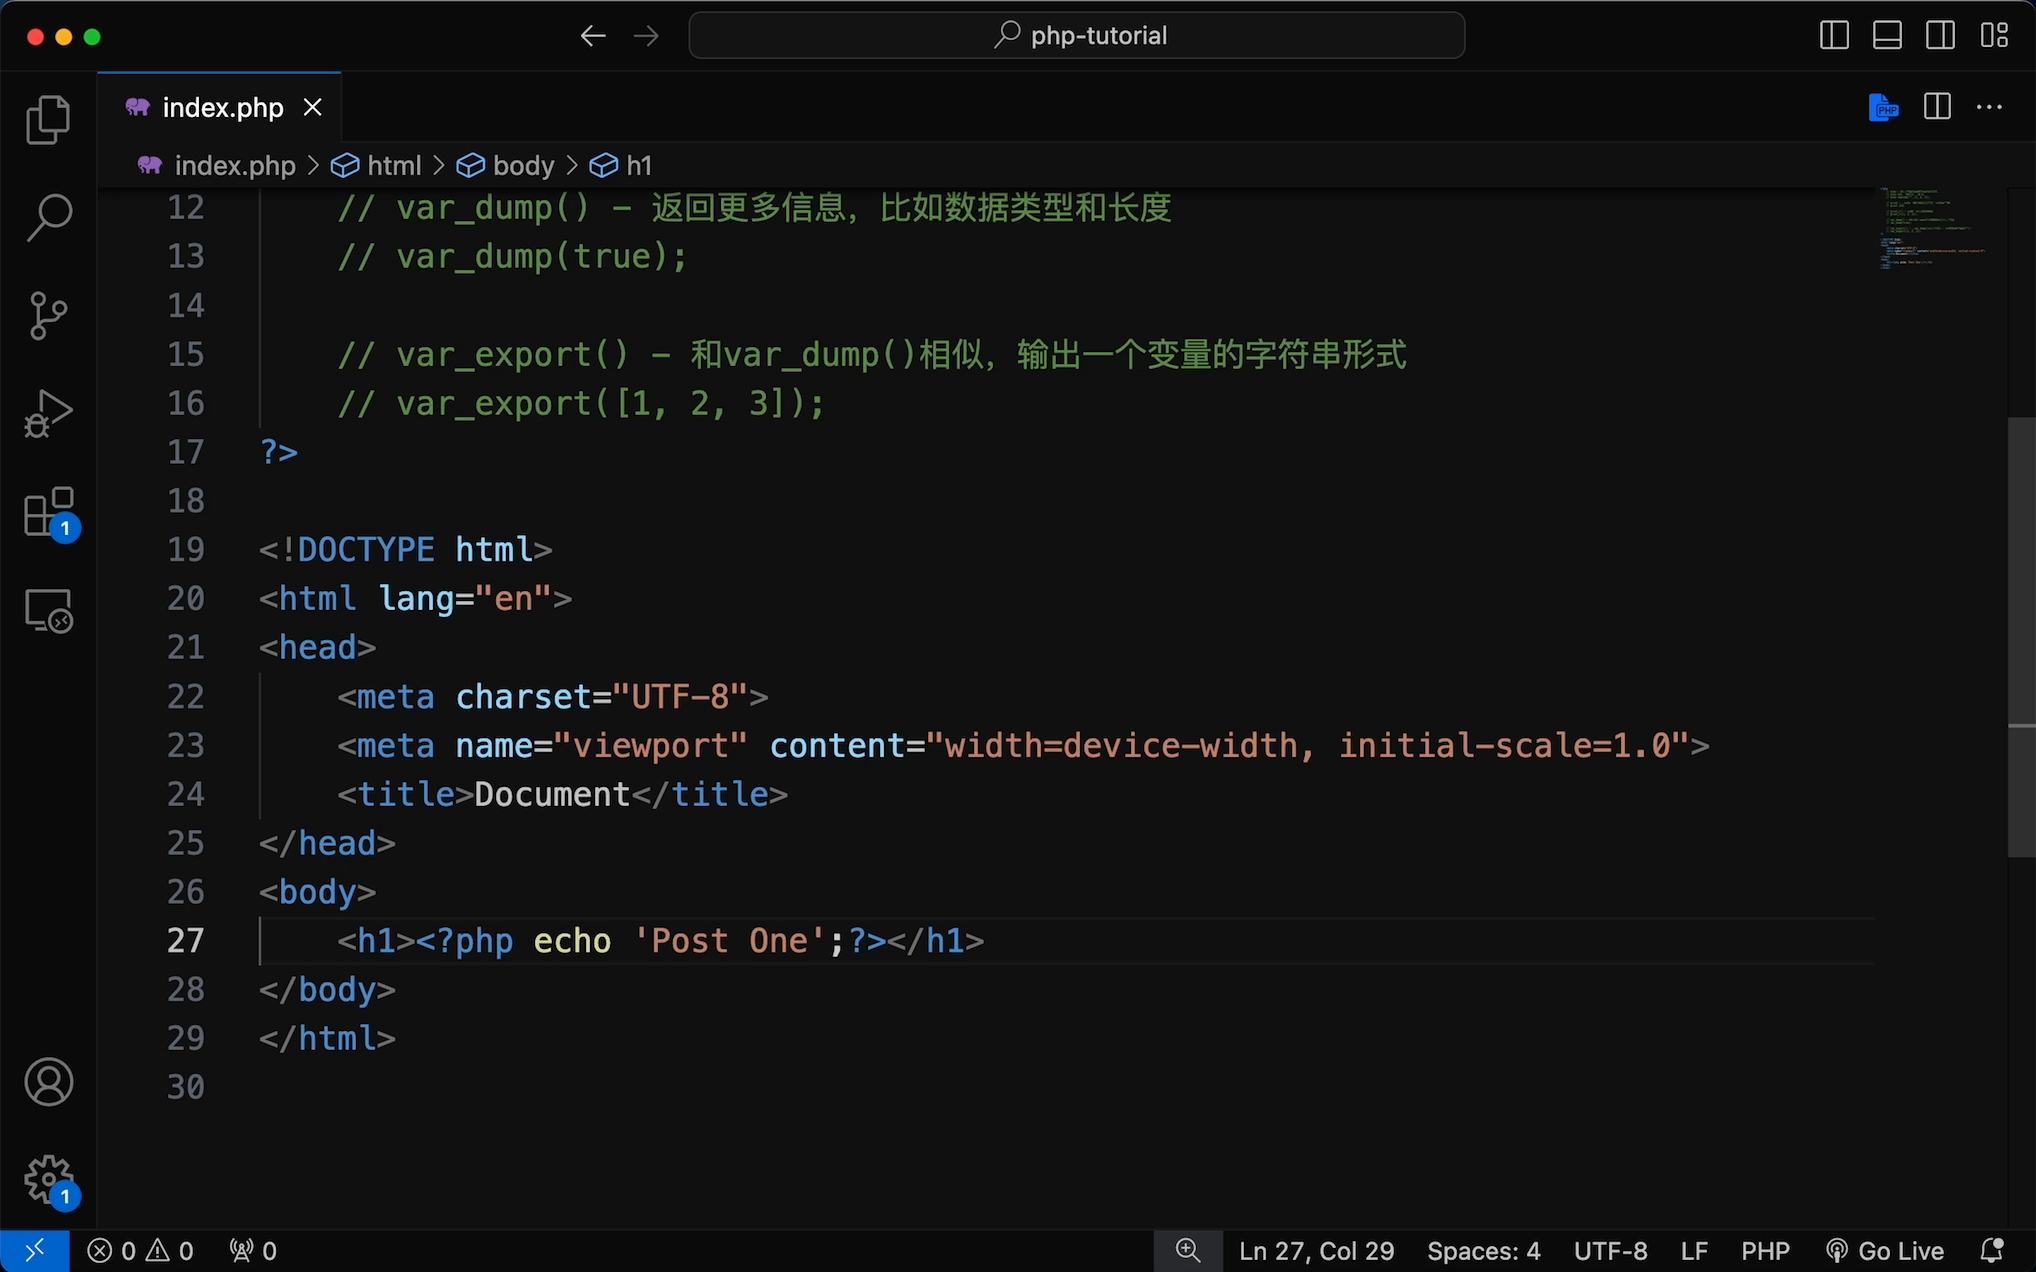 php-tutorial
index.php
index.php > html > body > h1
12 // var_dump() - 返回更多信息，比如数据类型和长度
13 // var_dump(true);
14
15 // var_export() - 和var_dump()相似，输出一个变量的字符串形式
16 // var_export([1, 2, 3]);
17 ?>
18
19 <!DOCTYPE html>
20 <html lang="en">
21 <head>
22 <meta charset="UTF-8">
23 <meta name="viewport" content="width=device-width, initial-scale=1.0">
24 <title>Document</title>
25 </head>
26 <body>
27 <h1><?php echo 'Post One';?></h1>
28 </body>
29 </html>
30
1
1
0 0 0 Ln 27, Col 29 Spaces: 4 UTF-8 LF PHP Go Live